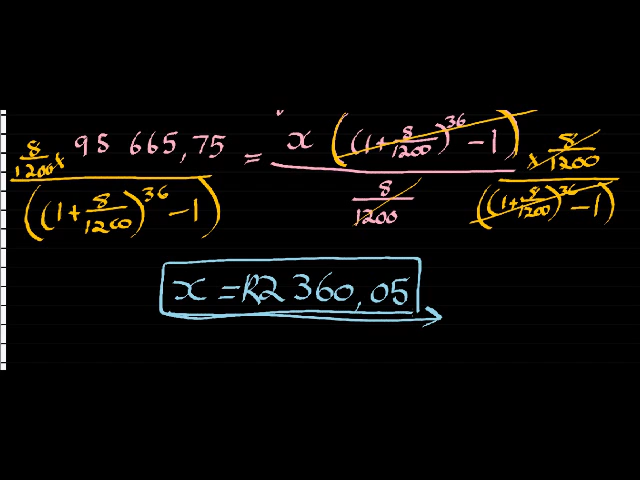 8/1200 × 95 665,75 / ((1+8/1200)^36 −1) = x ((1+8/1200)^36 −1) / 8/1200 × 8/1200 / ((1+8/1200)^36 −1)
x = R2 360,05